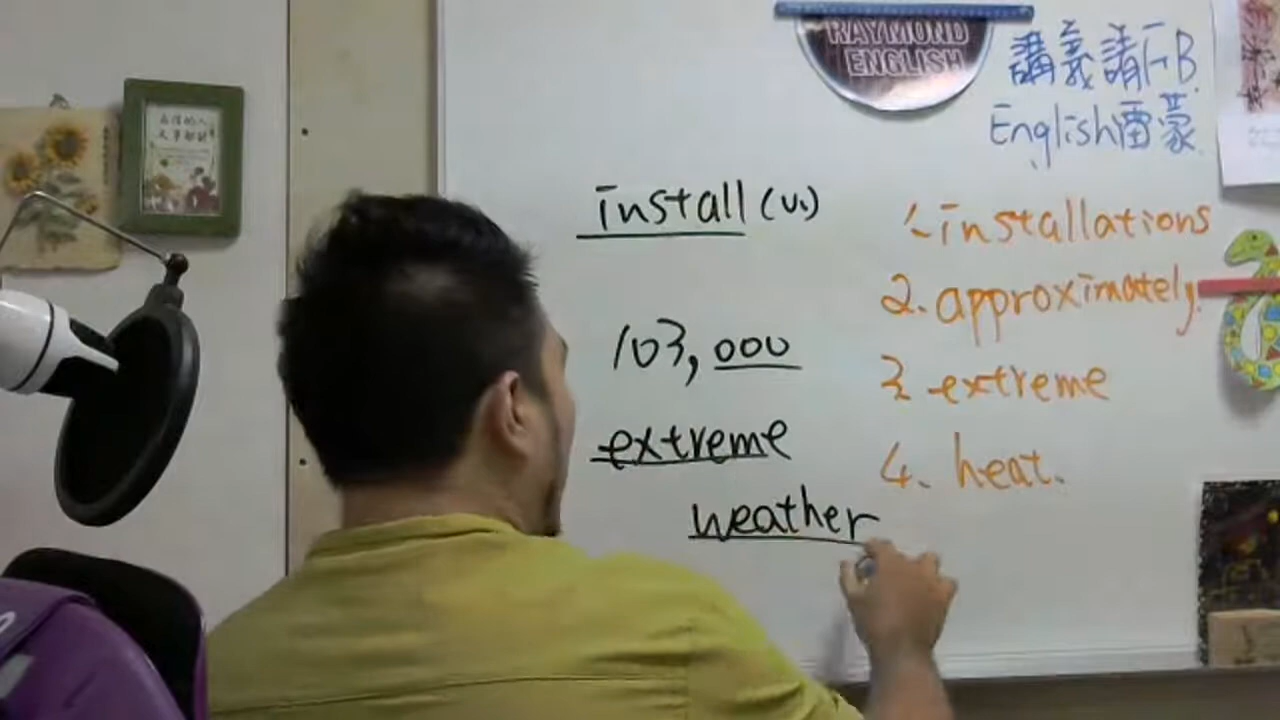 RAYMOND
ENGLISH
講義請FB
English雷蒙
install (v.)
103,000
extreme
weather
1. installations
2. approximately.
3 extreme
4. heat.